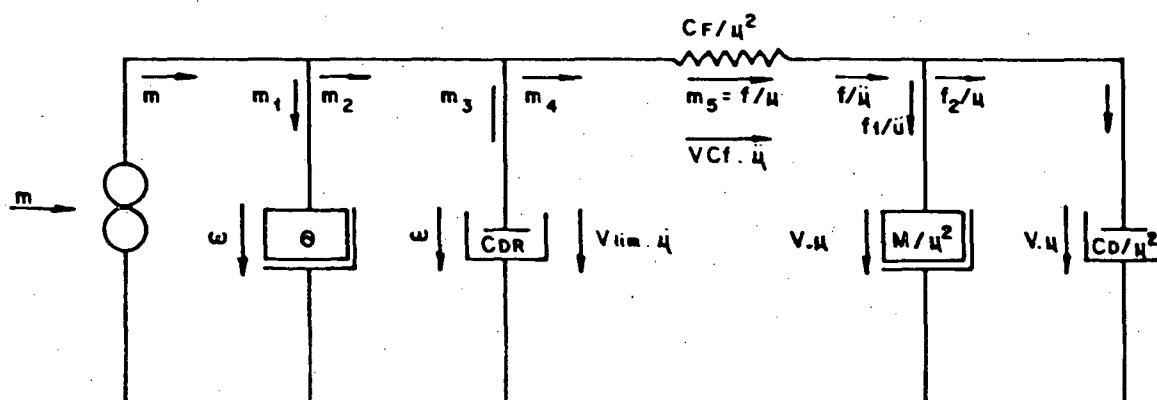 CF/μ²
m
m₁
m₂
m₃
m₄
m₅ = f/μ
f/μ̈
f₂/μ
f1/ü
VCf . μ̈
m
ω
Θ
ω
CDR
Vlim . μ̈
V.μ
M/μ²
V.μ
CD/μ²